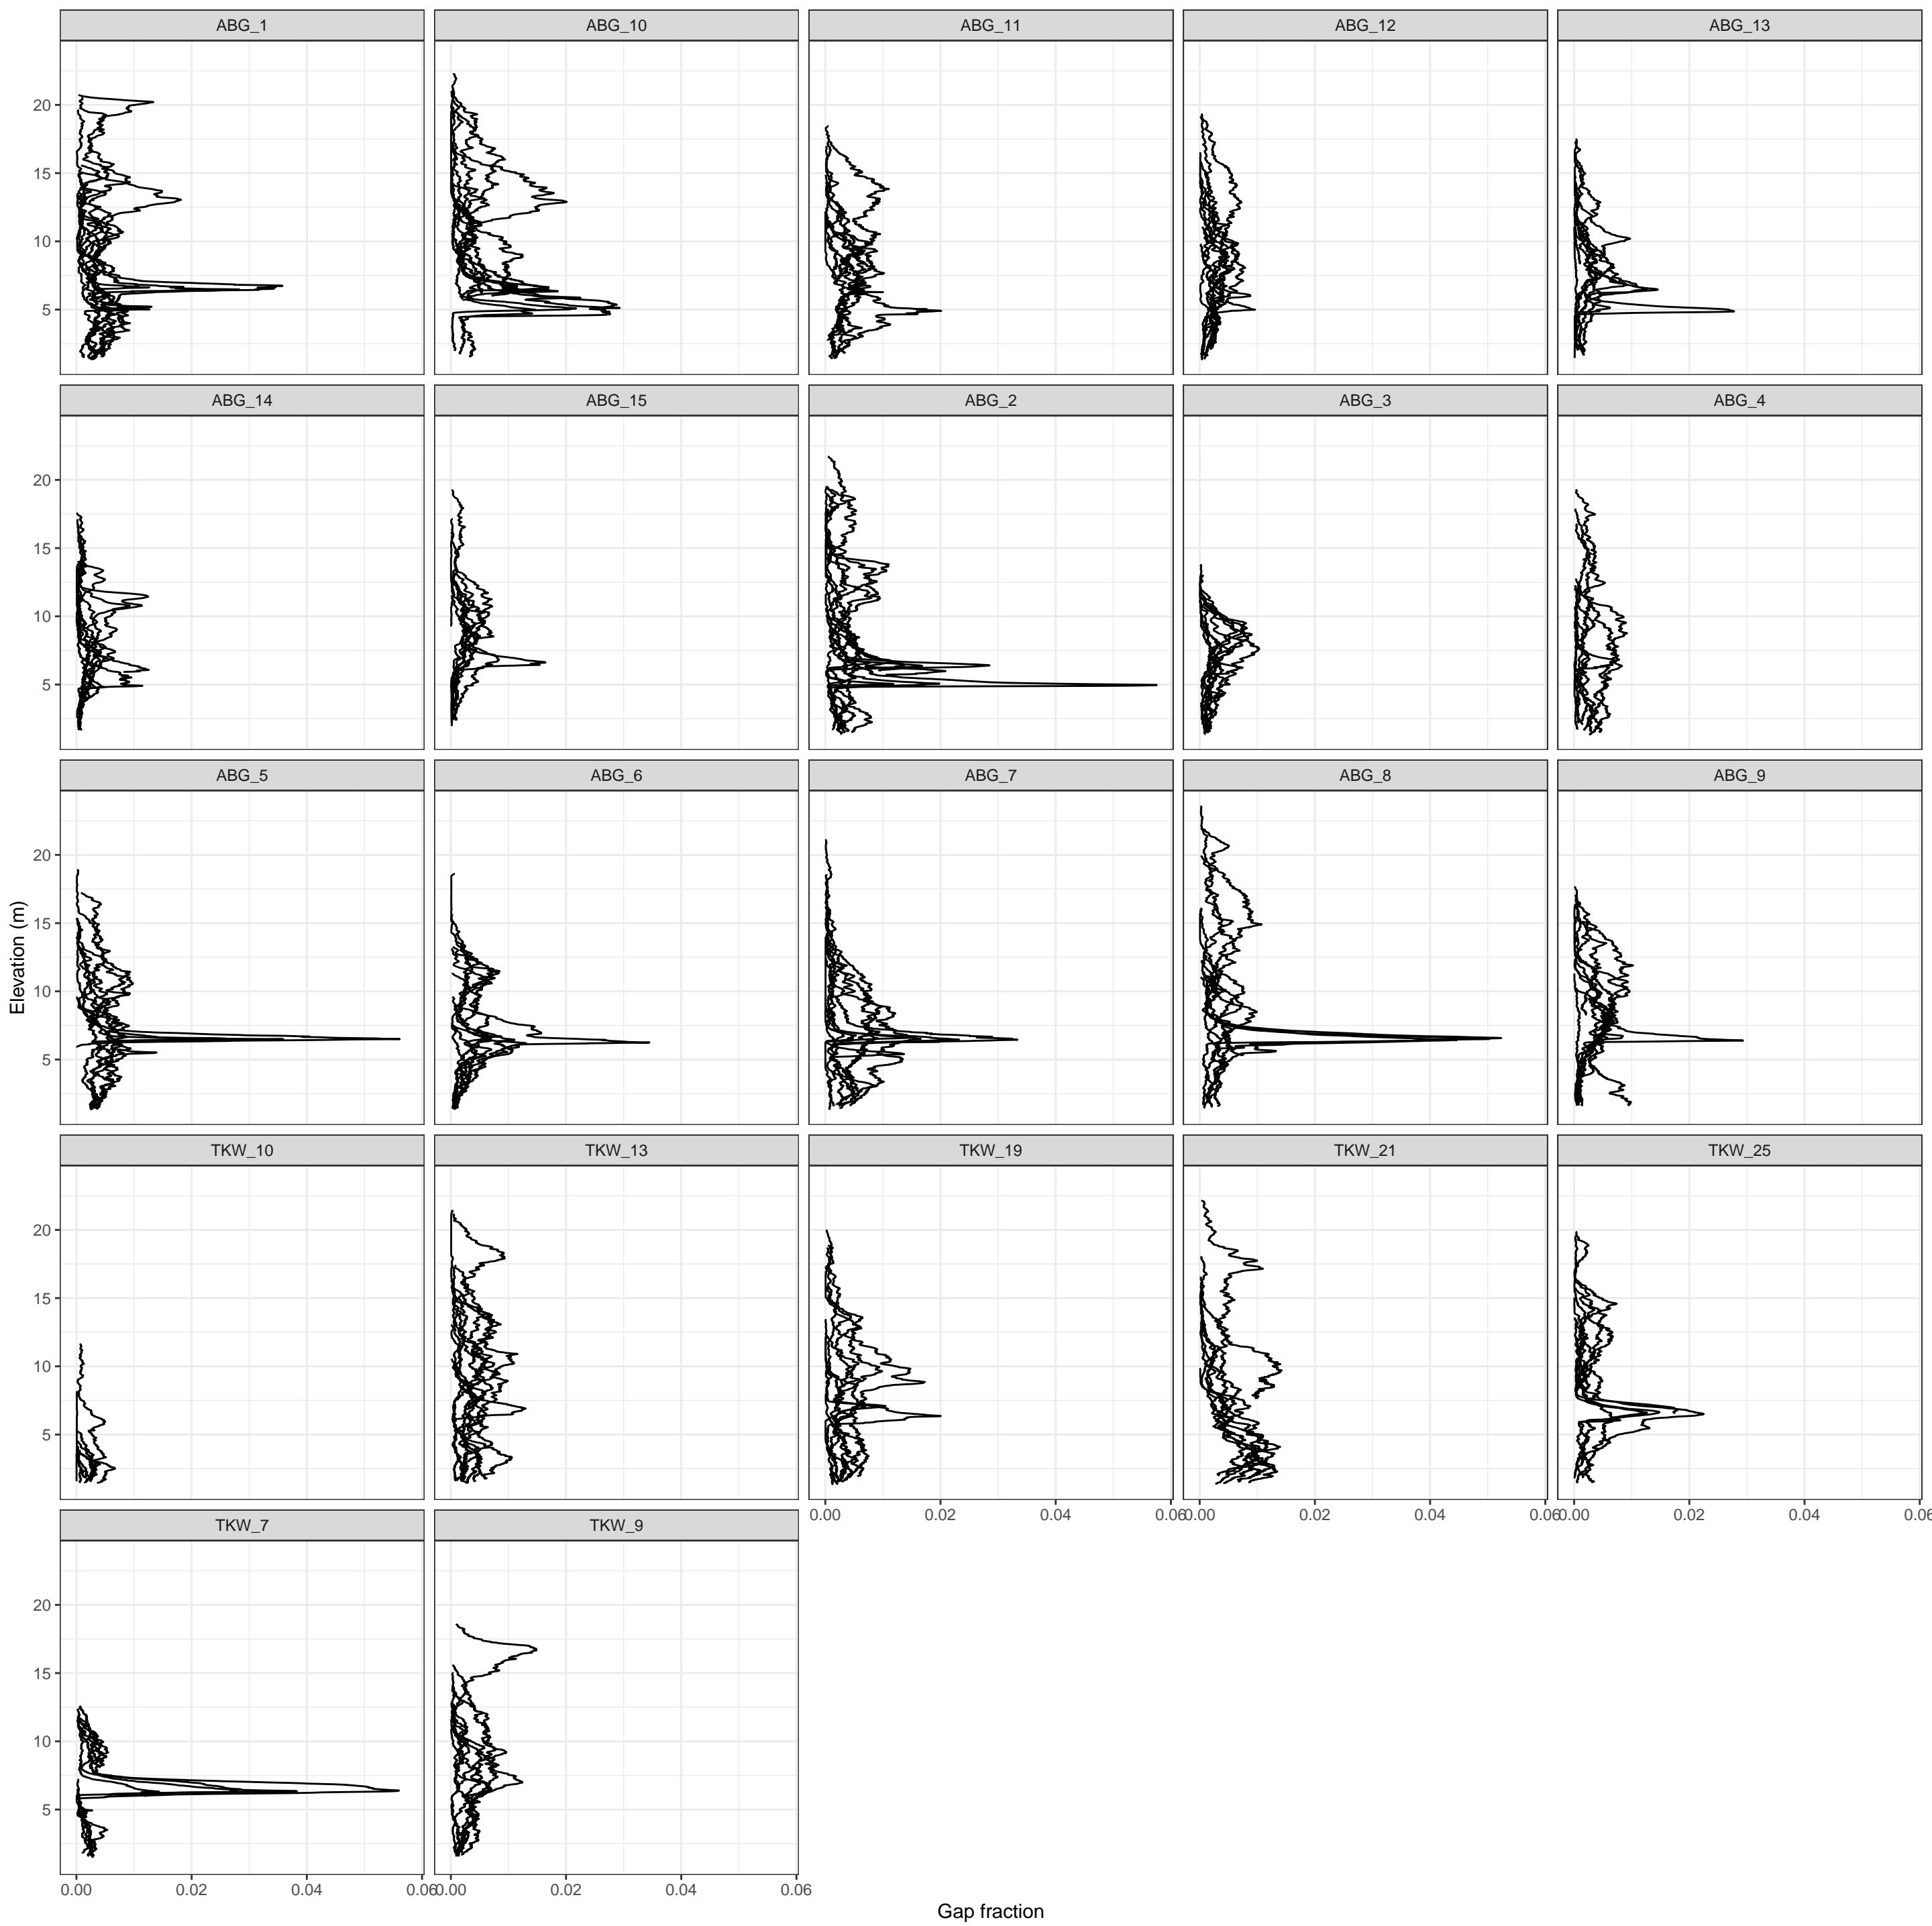 ABG_1 ABG_10 ABG_11 ABG_12 ABG_13
20
15
10
5
ABG_14 ABG_15 ABG_2 ABG_3 ABG_4
20
15
10
5
ABG_5 ABG_6 ABG_7 ABG_8 ABG_9
20
15
10
5
Elevation (m)
TKW_10 TKW_13 TKW_19 TKW_21 TKW_25
20
15
10
5
0.00 0.02 0.04 0.06 0.00 0.02 0.04 0.06 0.00 0.02 0.04 0.06
TKW_7 TKW_9
20
15
10
5
0.00 0.02 0.04 0.06 0.00 0.02 0.04 0.06
Gap fraction